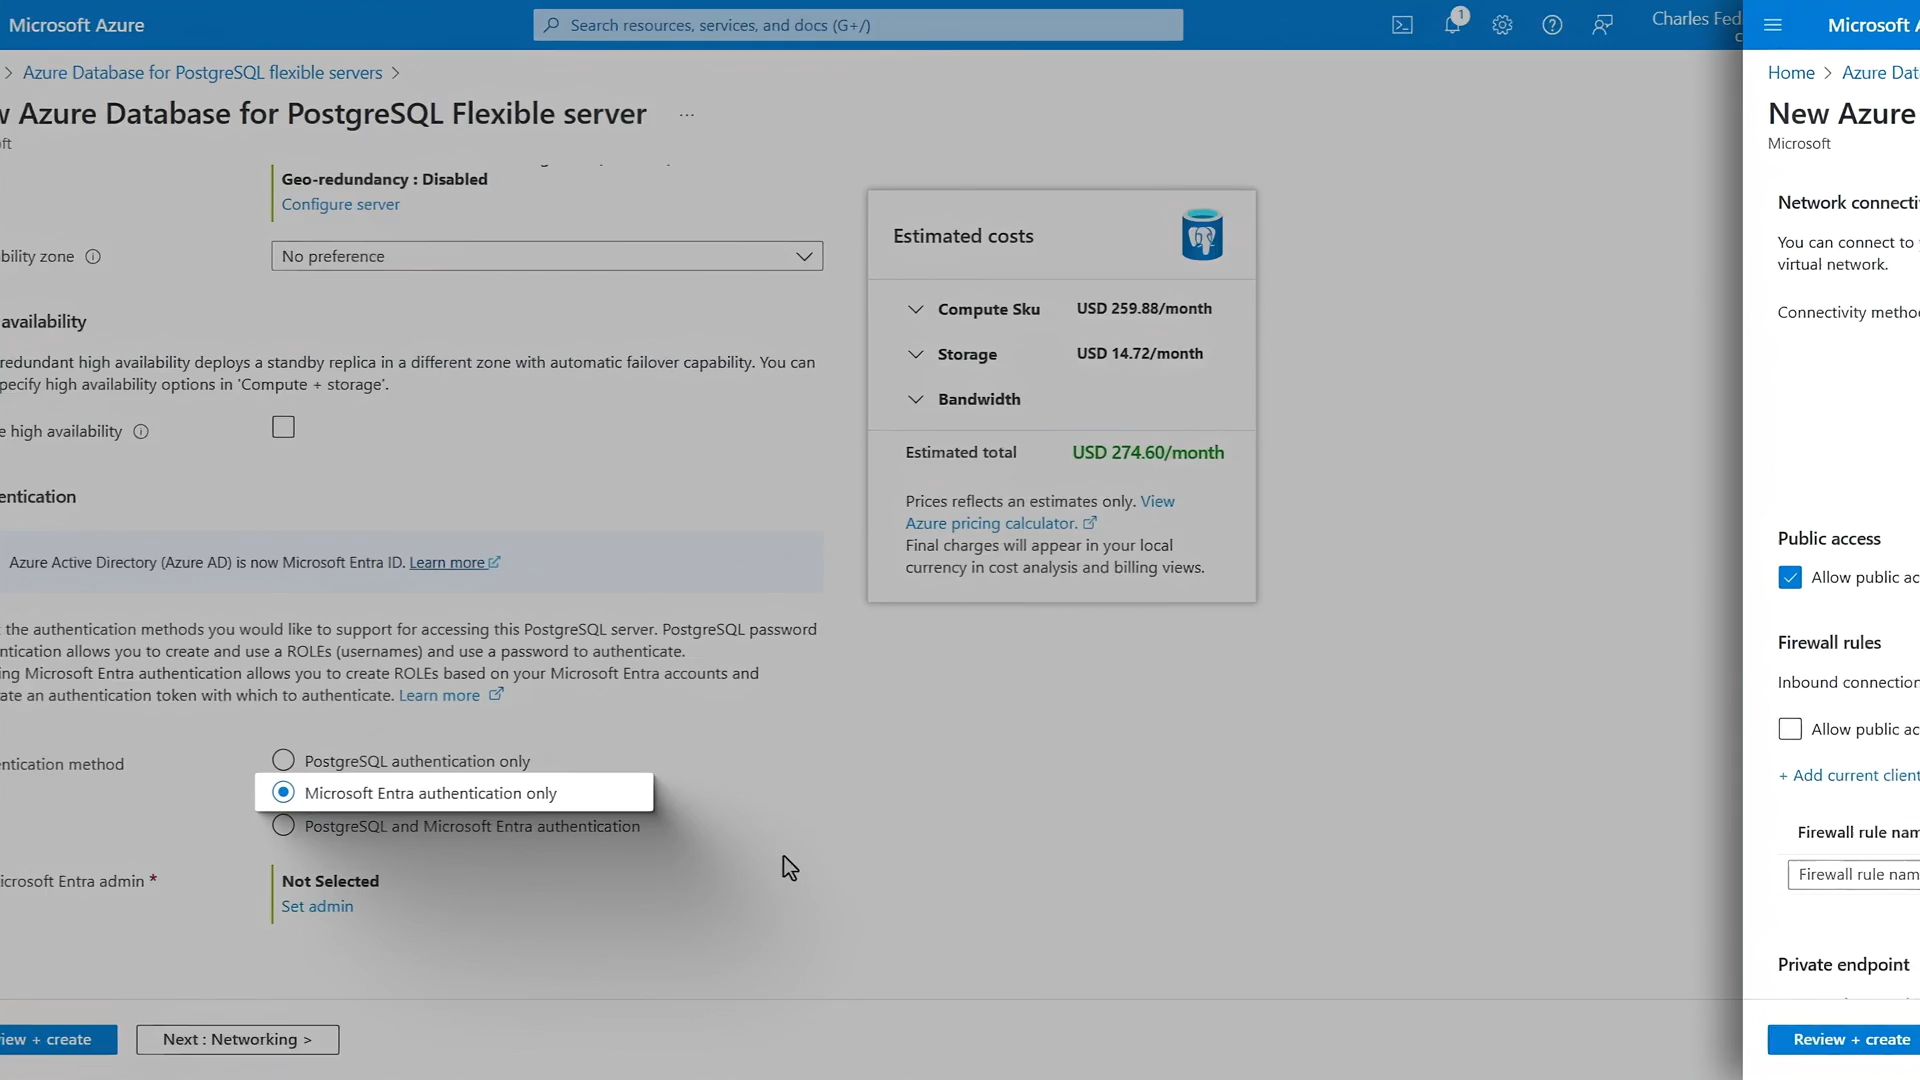 Microsoft Azure
Search resources, services, and docs (G+/)
1
Charles Fed
Azure Database for PostgreSQL flexible servers
Azure Database for PostgreSQL Flexible server
...
Geo-redundancy : Disabled
Configure server
bility zone
No preference
availability
redundant high availability deploys a standby replica in a different zone with automatic failover capability. You can
pecify high availability options in 'Compute + storage'.
e high availability
entication
Azure Active Directory (Azure AD) is now Microsoft Entra ID. Learn more
the authentication methods you would like to support for accessing this PostgreSQL server. PostgreSQL password
ntication allows you to create and use a ROLEs (usernames) and use a password to authenticate.
ing Microsoft Entra authentication allows you to create ROLEs based on your Microsoft Entra accounts and
ate an authentication token with which to authenticate. Learn more
entication method
PostgreSQL authentication only
Microsoft Entra authentication only
PostgreSQL and Microsoft Entra authentication
icrosoft Entra admin *
Not Selected
Set admin
iew + create
Next : Networking >
Estimated costs
Compute Sku USD 259.88/month
Storage USD 14.72/month
Bandwidth
Estimated total USD 274.60/month
Prices reflects an estimates only. View
Azure pricing calculator.
Final charges will appear in your local
currency in cost analysis and billing views.
Microsoft A
Home > Azure Dat
New Azure
Microsoft
Network connectiv
You can connect to
virtual network.
Connectivity metho
Public access
Allow public ac
Firewall rules
Inbound connection
Allow public ac
+ Add current client
Firewall rule nam
Firewall rule nam
Private endpoint
Review + create